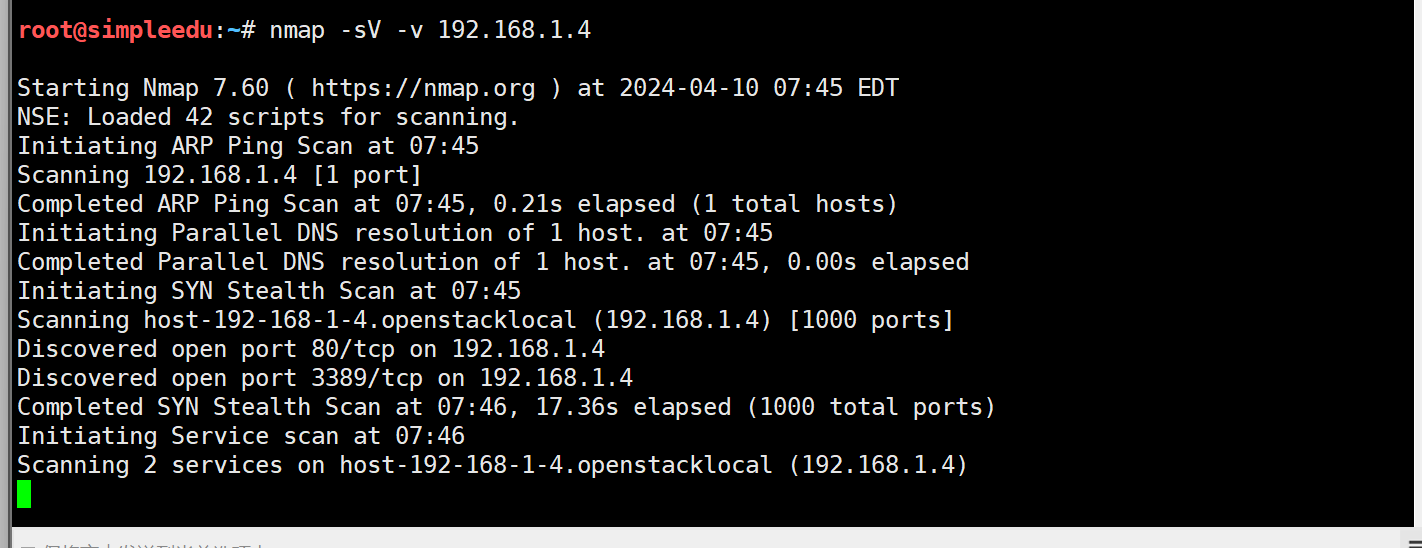 root@simpleedu:~# nmap -sV -v 192.168.1.4
Starting Nmap 7.60 ( https://nmap.org ) at 2024-04-10 07:45 EDT
NSE: Loaded 42 scripts for scanning.
Initiating ARP Ping Scan at 07:45
Scanning 192.168.1.4 [1 port]
Completed ARP Ping Scan at 07:45, 0.21s elapsed (1 total hosts)
Initiating Parallel DNS resolution of 1 host. at 07:45
Completed Parallel DNS resolution of 1 host. at 07:45, 0.00s elapsed
Initiating SYN Stealth Scan at 07:45
Scanning host-192-168-1-4.openstacklocal (192.168.1.4) [1000 ports]
Discovered open port 80/tcp on 192.168.1.4
Discovered open port 3389/tcp on 192.168.1.4
Completed SYN Stealth Scan at 07:46, 17.36s elapsed (1000 total ports)
Initiating Service scan at 07:46
Scanning 2 services on host-192-168-1-4.openstacklocal (192.168.1.4)